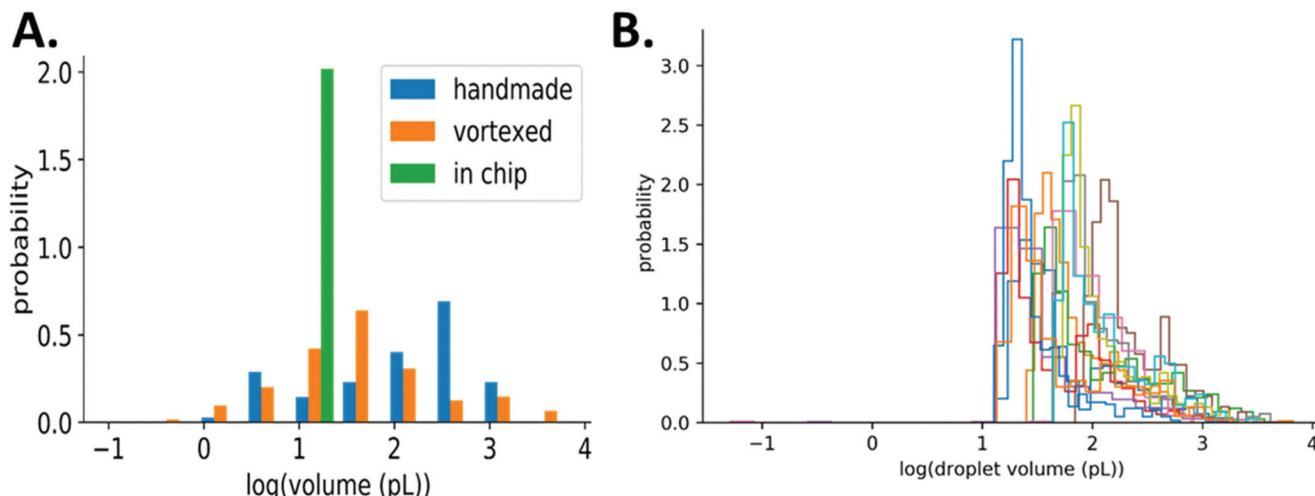 A.
2.0
1.5
1.0
0.5
0.0
probability
−1 0 1 2 3 4
log(volume (pL))
handmade
vortexed
in chip
B.
3.0
2.5
2.0
1.5
1.0
0.5
0.0
probability
−1 0 1 2 3 4
log(droplet volume (pL))